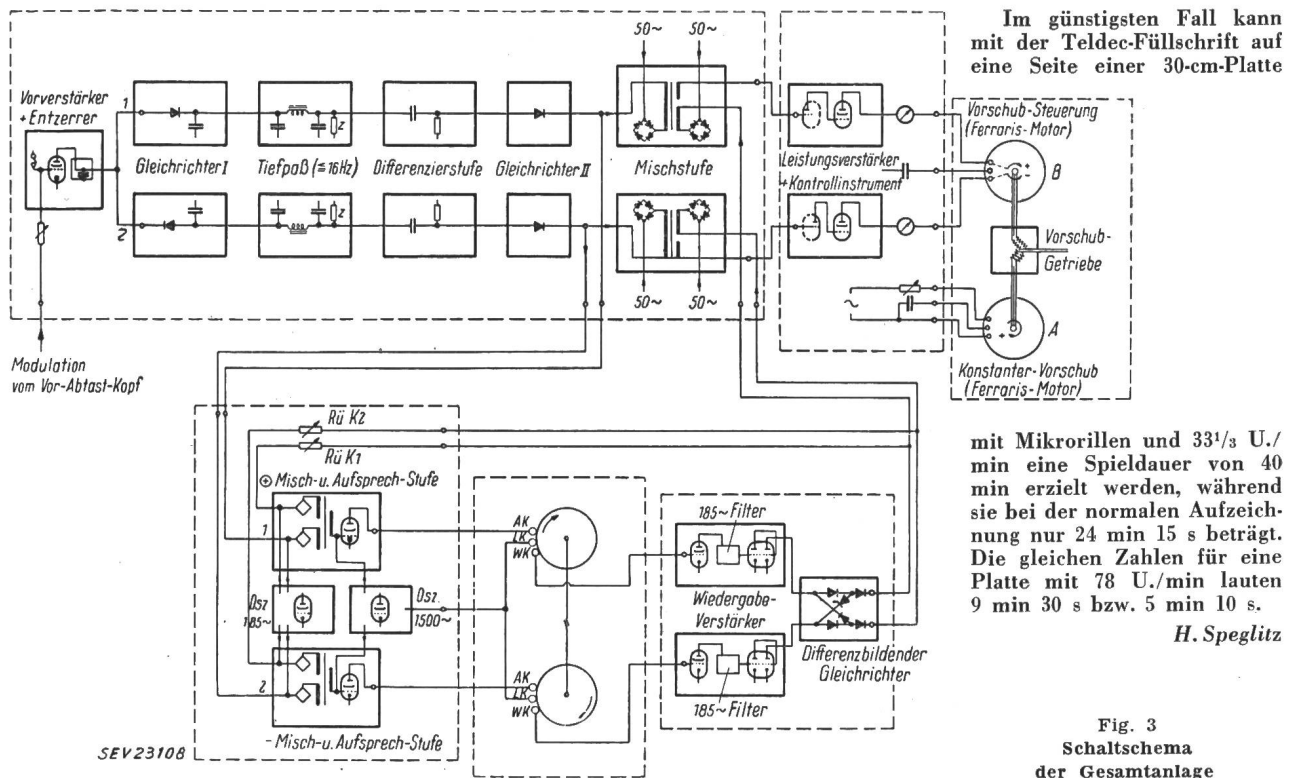 Im günstigsten Fall kann
mit der Teldec-Füllschrift auf
eine Seite einer 30-cm-Platte
50~ 50~
Vorverstärker
+ Entzerrer
1
z
Gleichrichter I
Tiefpaß (≦ 16Hz)
Differenzierstufe
Gleichrichter II
Mischstufe
Leistungsverstärker
+ Kontrollinstrument
Vorschub-Steuerung
(Ferraris-Motor)
B
2
z
50~ 50~
Vorschub-
Getriebe
~
A
Konstanter-Vorschub
(Ferraris-Motor)
Modulation
vom Vor-Abtast-Kopf
Rü K2
Rü K1
+ Misch-u. Aufsprech-Stufe
1
AK
LK
WK
185~ Filter
Dsz
185~
Dsz.
1500~
Wiedergabe-
Verstärker
2
AK
LK
WK
Differenzbildender
Gleichrichter
185~ Filter
- Misch-u. Aufsprech-Stufe
SEV23108
mit Mikrorillen und 33¹/₃ U./
min eine Spieldauer von 40
min erzielt werden, während
sie bei der normalen Aufzeich-
nung nur 24 min 15 s beträgt.
Die gleichen Zahlen für eine
Platte mit 78 U./min lauten
9 min 30 s bzw. 5 min 10 s.
H. Speglitz
Fig. 3
Schaltschema
der Gesamtanlage